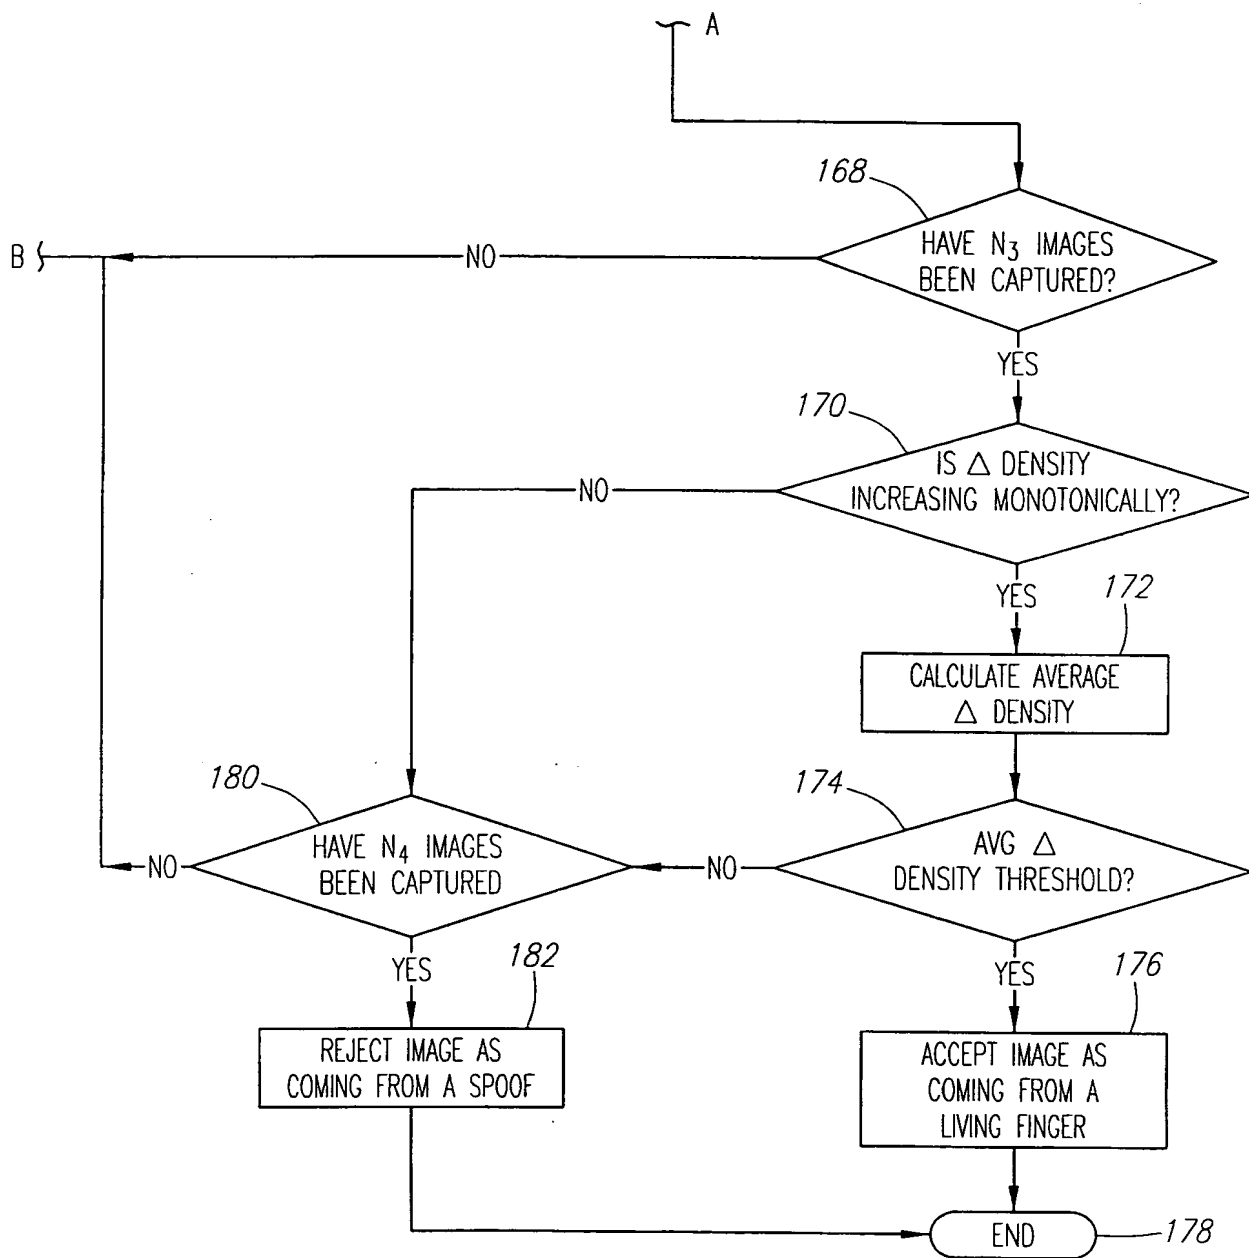 A
168
HAVE N3 IMAGES
BEEN CAPTURED?
B
NO
YES
170
IS △ DENSITY
INCREASING MONOTONICALLY?
NO
YES
172
CALCULATE AVERAGE
△ DENSITY
180
174
HAVE N4 IMAGES
BEEN CAPTURED
AVG △
DENSITY THRESHOLD?
NO
NO
YES
182
YES
176
REJECT IMAGE AS
COMING FROM A SPOOF
ACCEPT IMAGE AS
COMING FROM A
LIVING FINGER
END
178